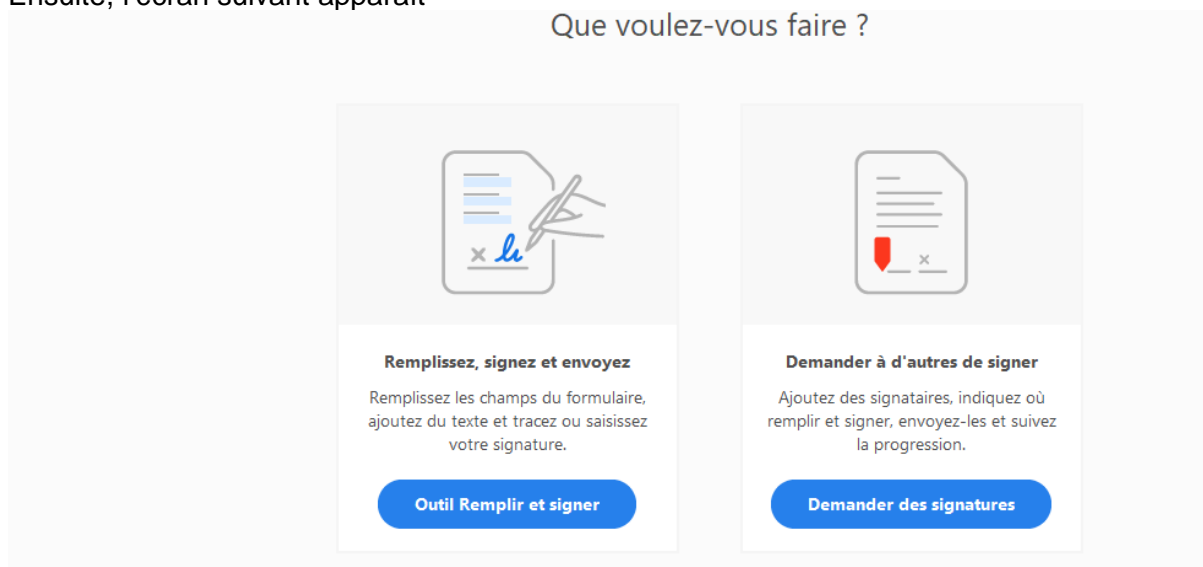 Ensuite, l'écran suivant apparaît
Que voulez-vous faire ?
Remplissez, signez et envoyez
Remplissez les champs du formulaire,
ajoutez du texte et tracez ou saisissez
votre signature.
Outil Remplir et signer
Demander à d'autres de signer
Ajoutez des signataires, indiquez où
remplir et signer, envoyez-les et suivez
la progression.
Demander des signatures